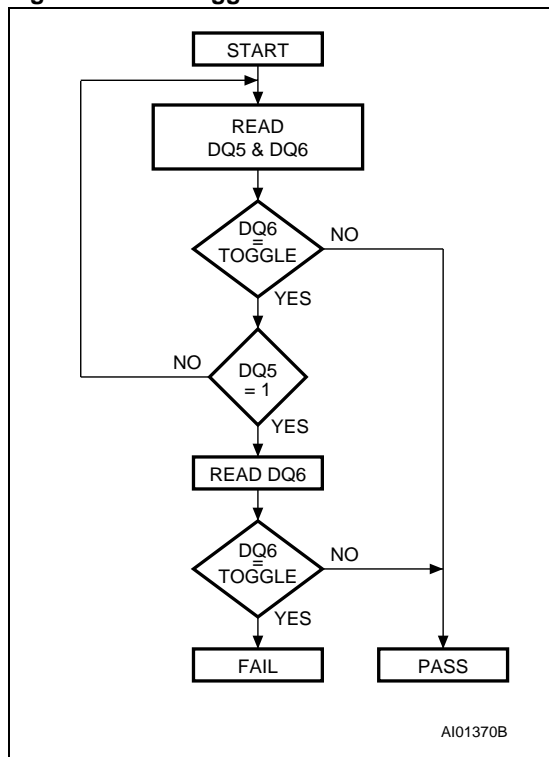 START
READ
DQ5 & DQ6
DQ6
=
TOGGLE
NO
YES
NO
DQ5
= 1
YES
READ DQ6
DQ6
=
TOGGLE
NO
YES
FAIL
PASS
AI01370B